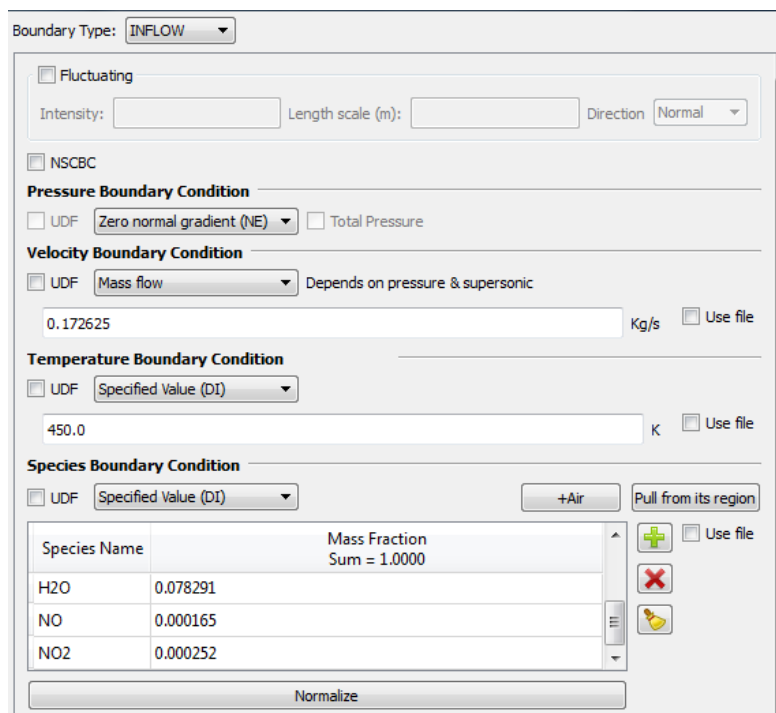 Boundary Type: INFLOW
Fluctuating
Intensity: Length scale (m): Direction Normal
NSCBC
Pressure Boundary Condition
UDF Zero normal gradient (NE) Total Pressure
Velocity Boundary Condition
UDF Mass flow Depends on pressure & supersonic
0.172625 Kg/s Use file
Temperature Boundary Condition
UDF Specified Value (DI)
450.0 K Use file
Species Boundary Condition
UDF Specified Value (DI) +Air Pull from its region
Species Name Mass Fraction Use file
Sum = 1.0000
H2O 0.078291
NO 0.000165
NO2 0.000252
Normalize